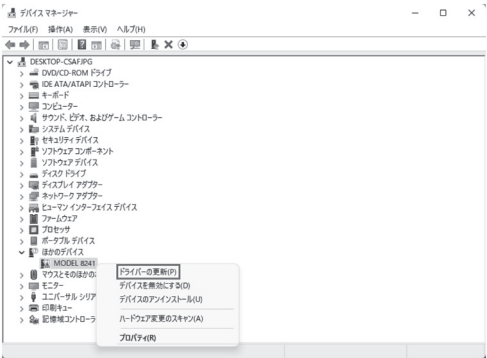 デバイス マネージャー
ファイル(F) 操作(A) 表示(V) ヘルプ(H)
DESKTOP-CSAFJPG
DVD/CD-ROM ドライブ
IDE ATA/ATAPI コントローラー
キーボード
コンピューター
サウンド、ビデオ、およびゲーム コントローラー
システム デバイス
セキュリティ デバイス
ソフトウェア コンポーネント
ソフトウェア デバイス
ディスク ドライブ
ディスプレイ アダプター
ネットワーク アダプター
ヒューマン インターフェイス デバイス
ファームウェア
プロセッサ
ポータブル デバイス
ほかのデバイス
MODEL 8241
マウスとそのほかの
モニター
ユニバーサル シリア
印刷キュー
記憶域コントローラ
ドライバーの更新(P)
デバイスを無効にする(D)
デバイスのアンインストール(U)
ハードウェア変更のスキャン(A)
プロパティ(R)